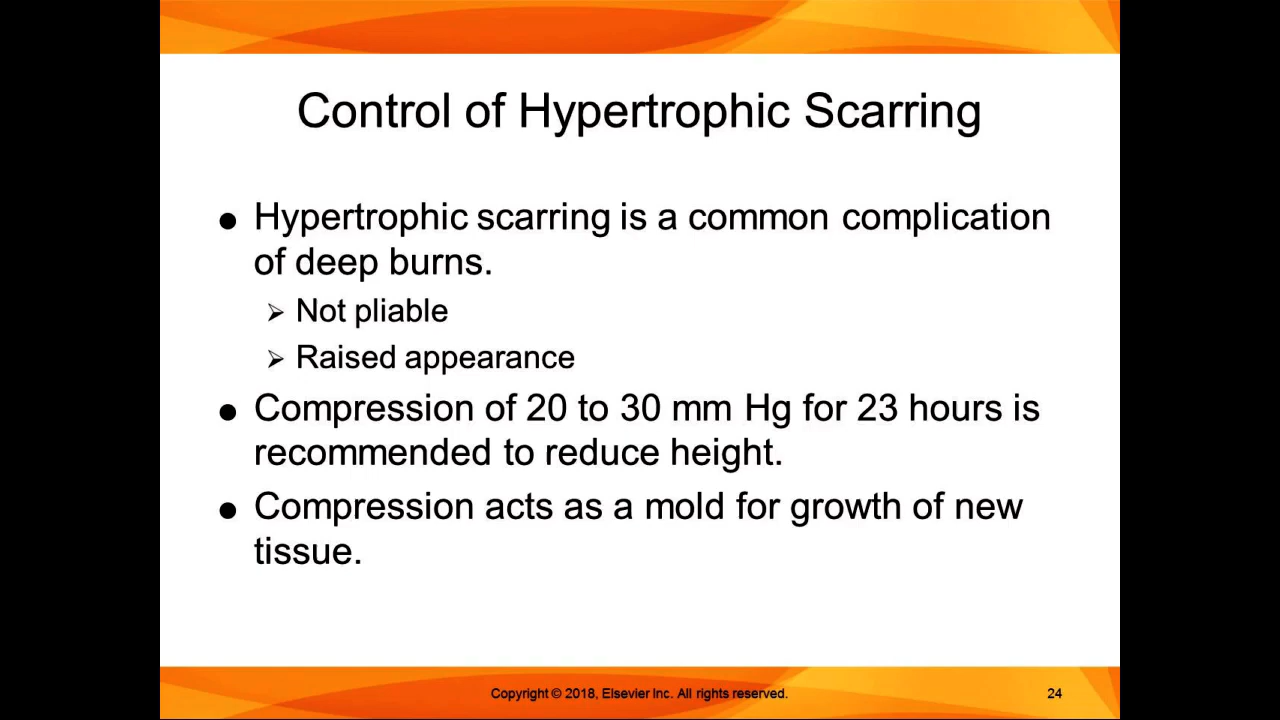 Control of Hypertrophic Scarring
● Hypertrophic scarring is a common complication
of deep burns.
➢ Not pliable
➢ Raised appearance
● Compression of 20 to 30 mm Hg for 23 hours is
recommended to reduce height.
● Compression acts as a mold for growth of new
tissue.
Copyright © 2018, Elsevier Inc. All rights reserved.
24